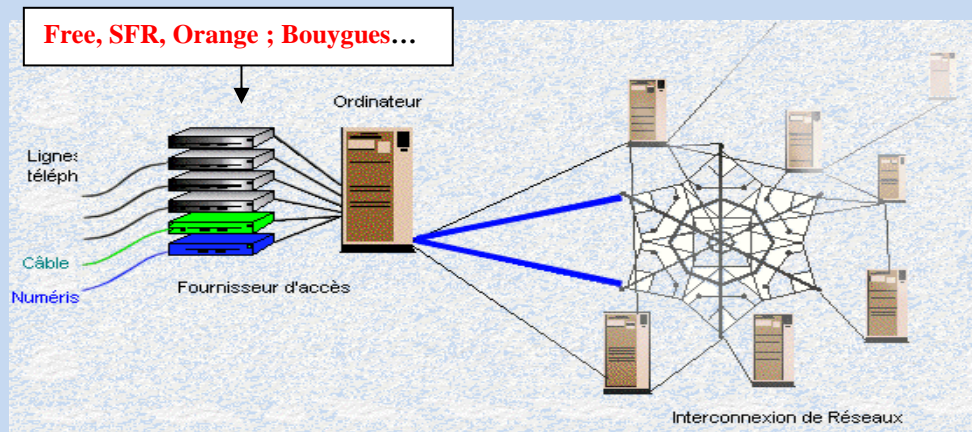 Free, SFR, Orange ; Bouygues…
Ordinateur
Lignes
téléph
Câble
Numéris
Fournisseur d'accès
Interconnexion de Réseaux